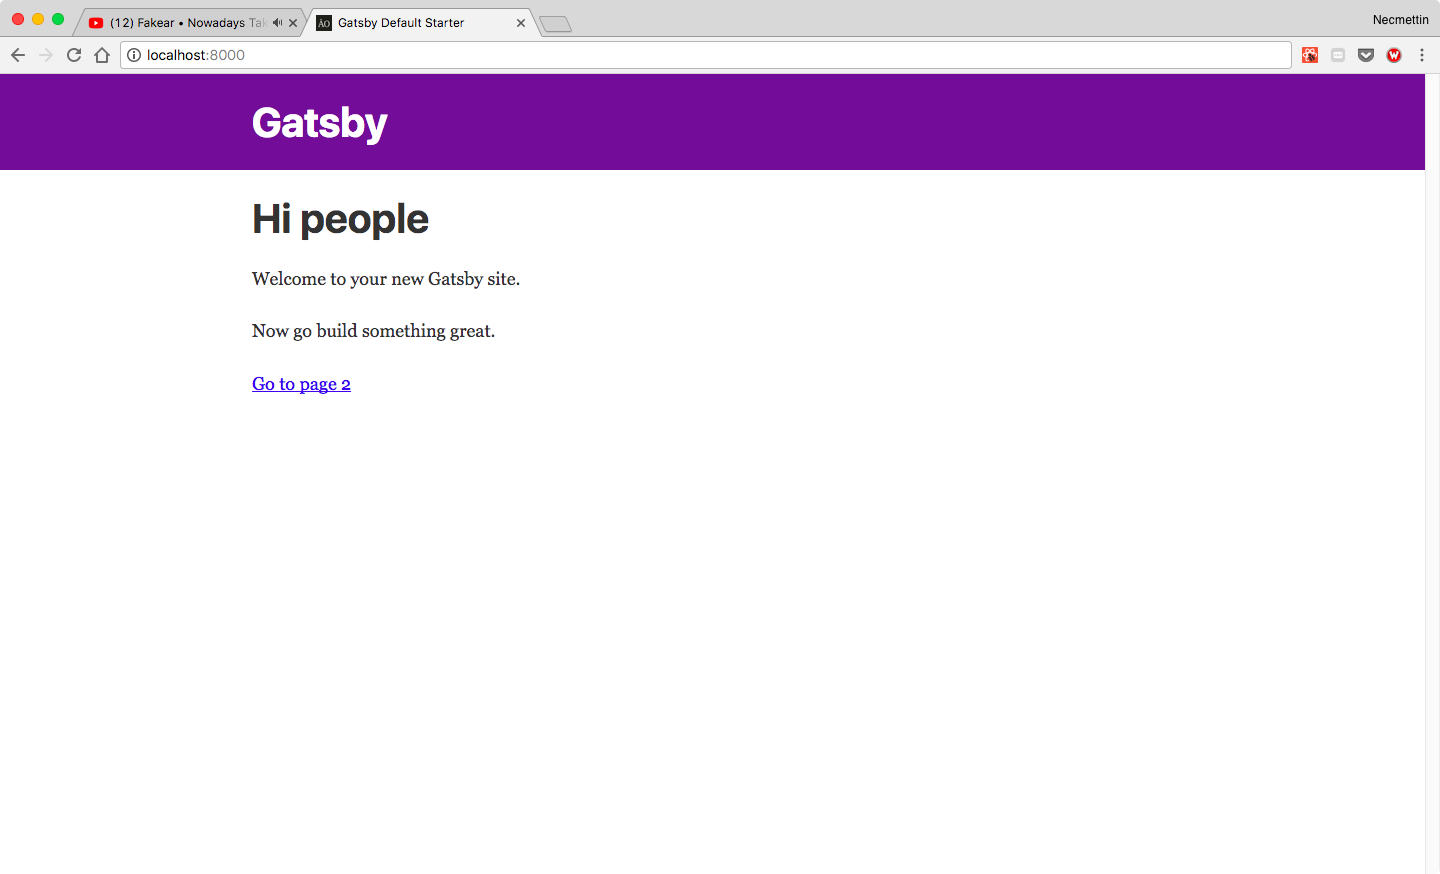 (12) Fakear • Nowadays Tak
Gatsby Default Starter
Necmettin
localhost:8000
Gatsby
Hi people
Welcome to your new Gatsby site.
Now go build something great.
Go to page 2